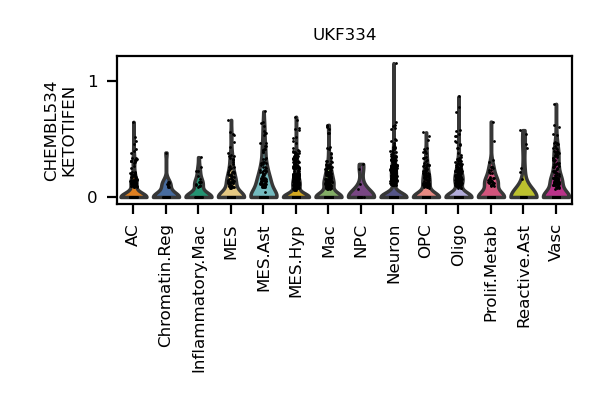 UKF334
CHEMBL534
KETOTIFEN
1
0
AC
Chromatin.Reg
Inflammatory.Mac
MES
MES.Ast
MES.Hyp
Mac
NPC
Neuron
OPC
Oligo
Prolif.Metab
Reactive.Ast
Vasc